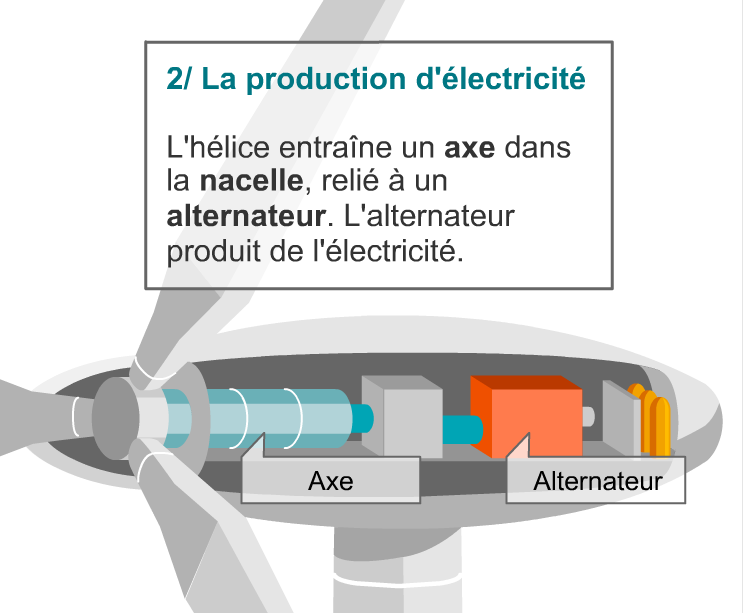 2/ La production d'électricité
L'hélice entraîne un axe dans
la nacelle, relié à un
alternateur. L'alternateur
produit de l'électricité.
Axe
Alternateur